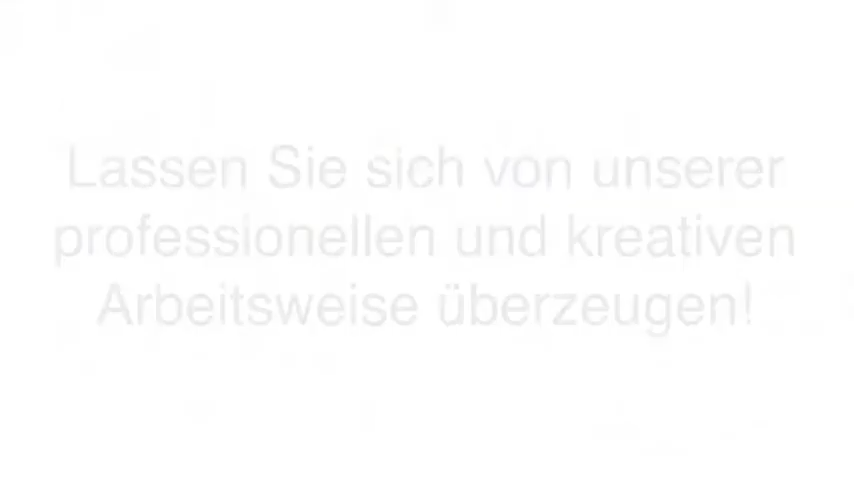 Lassen Sie sich von unserer
professionellen und kreativen
Arbeitsweise überzeugen!